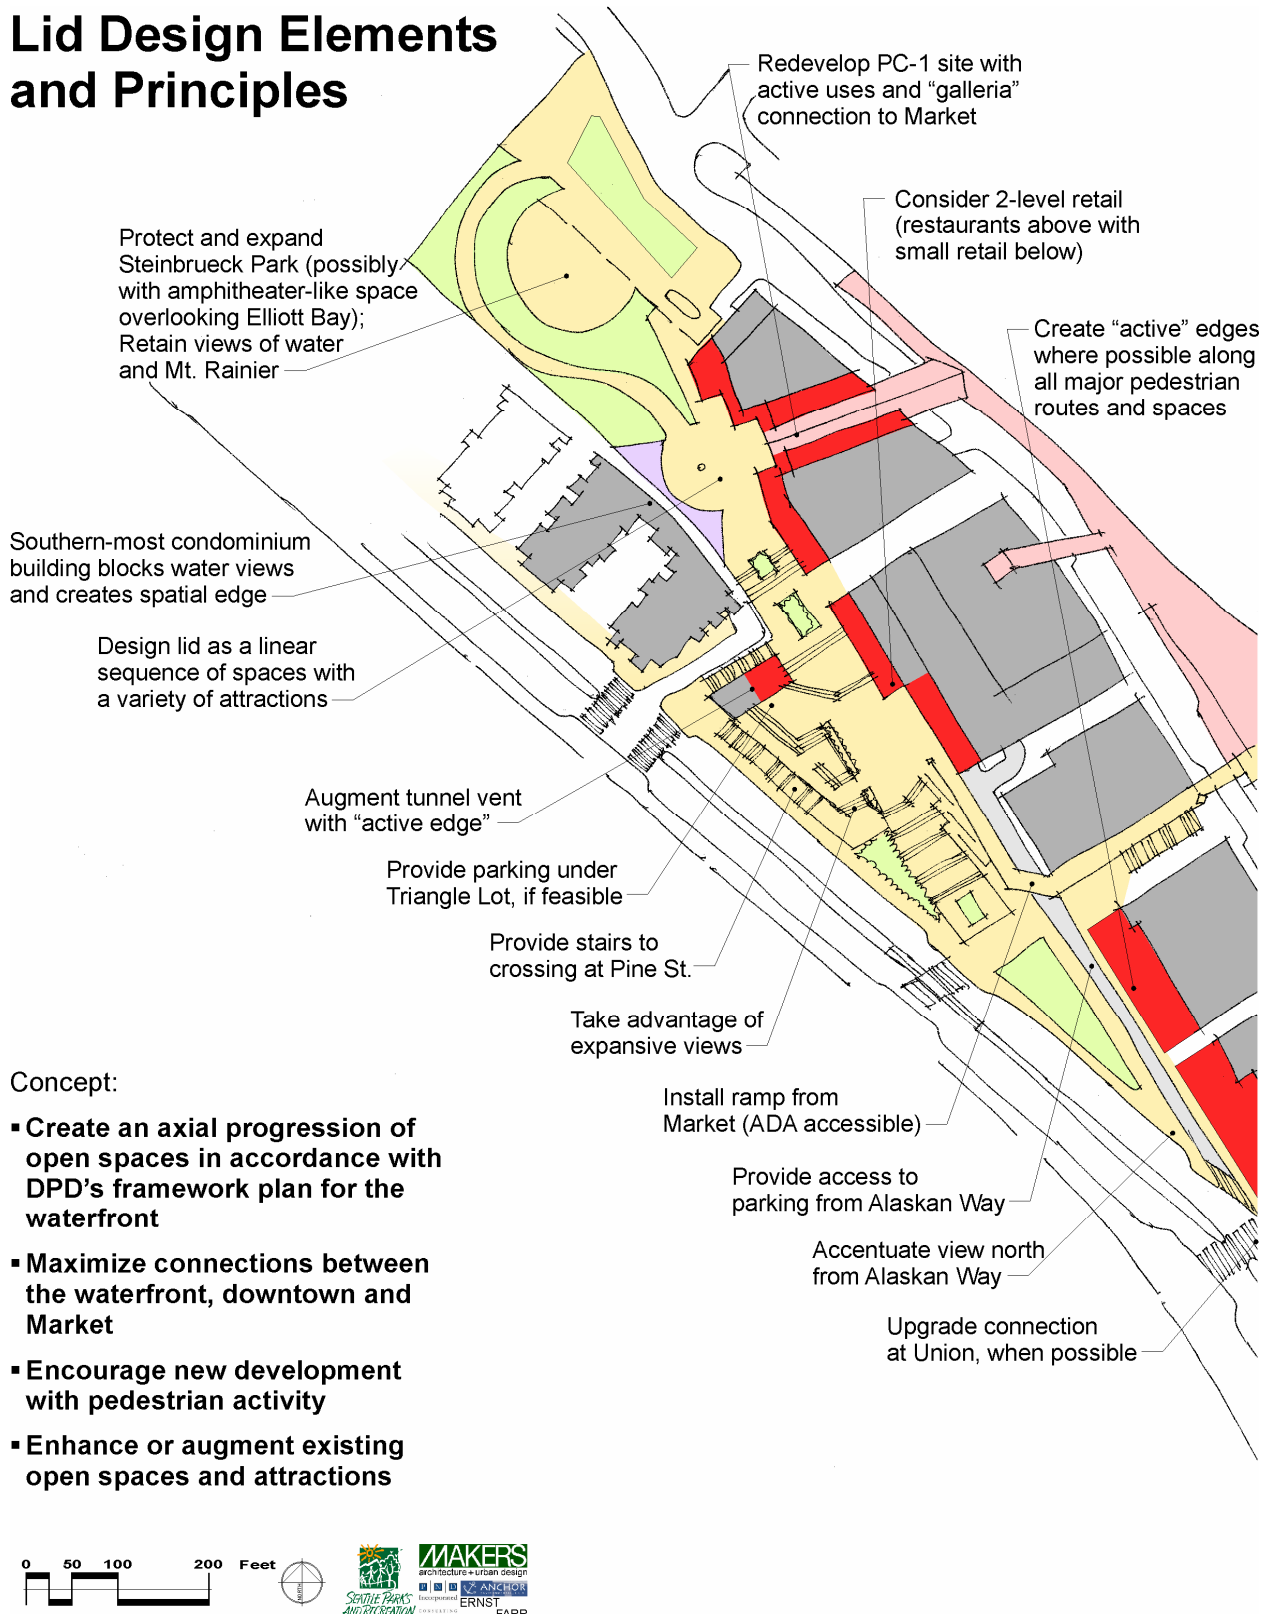 Lid Design Elements
and Principles
Redevelop PC-1 site with
active uses and “galleria”
connection to Market
Consider 2-level retail
(restaurants above with
small retail below)
Protect and expand
Steinbrueck Park (possibly
with amphitheater-like space
overlooking Elliott Bay);
Retain views of water
and Mt. Rainier
Create “active” edges
where possible along
all major pedestrian
routes and spaces
Southern-most condominium
building blocks water views
and creates spatial edge
Design lid as a linear
sequence of spaces with
a variety of attractions
Augment tunnel vent
with “active edge”
Provide parking under
Triangle Lot, if feasible
Provide stairs to
crossing at Pine St.
Take advantage of
expansive views
Install ramp from
Market (ADA accessible)
Provide access to
parking from Alaskan Way
Accentuate view north
from Alaskan Way
Upgrade connection
at Union, when possible
Concept:
▪ Create an axial progression of
open spaces in accordance with
DPD’s framework plan for the
waterfront
▪ Maximize connections between
the waterfront, downtown and
Market
▪ Encourage new development
with pedestrian activity
▪ Enhance or augment existing
open spaces and attractions
0 50 100 200 Feet
NORTH
SEATTLE PARKS
AND RECREATION
MAKERS
architecture + urban design
PND
Incorporated
CONSULTING
ANCHOR
ERNST
FARR